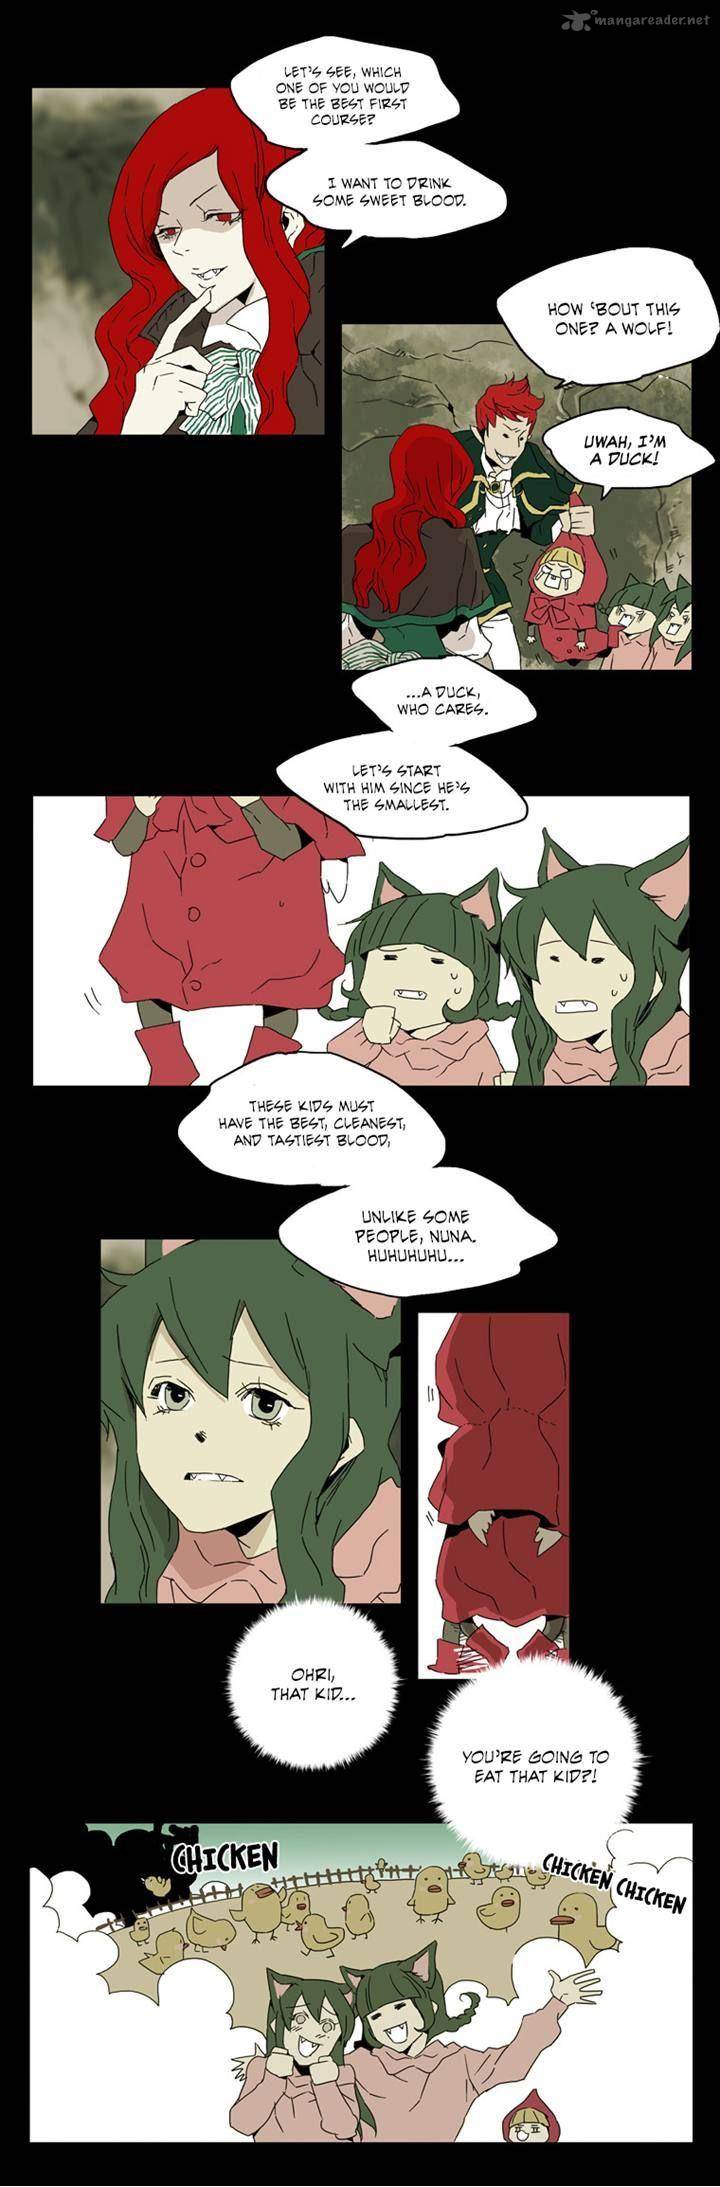 mangareader.net
LET'S SEE, WHICH
ONE OF YOU WOULD
BE THE BEST FIRST
COURSE?
I WANT TO DRINK
SOME SWEET BLOOD.
HOW 'BOUT THIS
ONE? A WOLF!
UWAH, I'M
A DUCK!
...A DUCK,
WHO CARES.
LET'S START
WITH HIM SINCE HE'S
THE SMALLEST.
THESE KIDS MUST
HAVE THE BEST, CLEANEST,
AND TASTIEST BLOOD,
UNLIKE SOME
PEOPLE, NUNA.
HUHUHUHU...
OHRI,
THAT KID...
YOU'RE GOING TO
EAT THAT KID?!
CHICKEN
CHICKEN CHICKEN